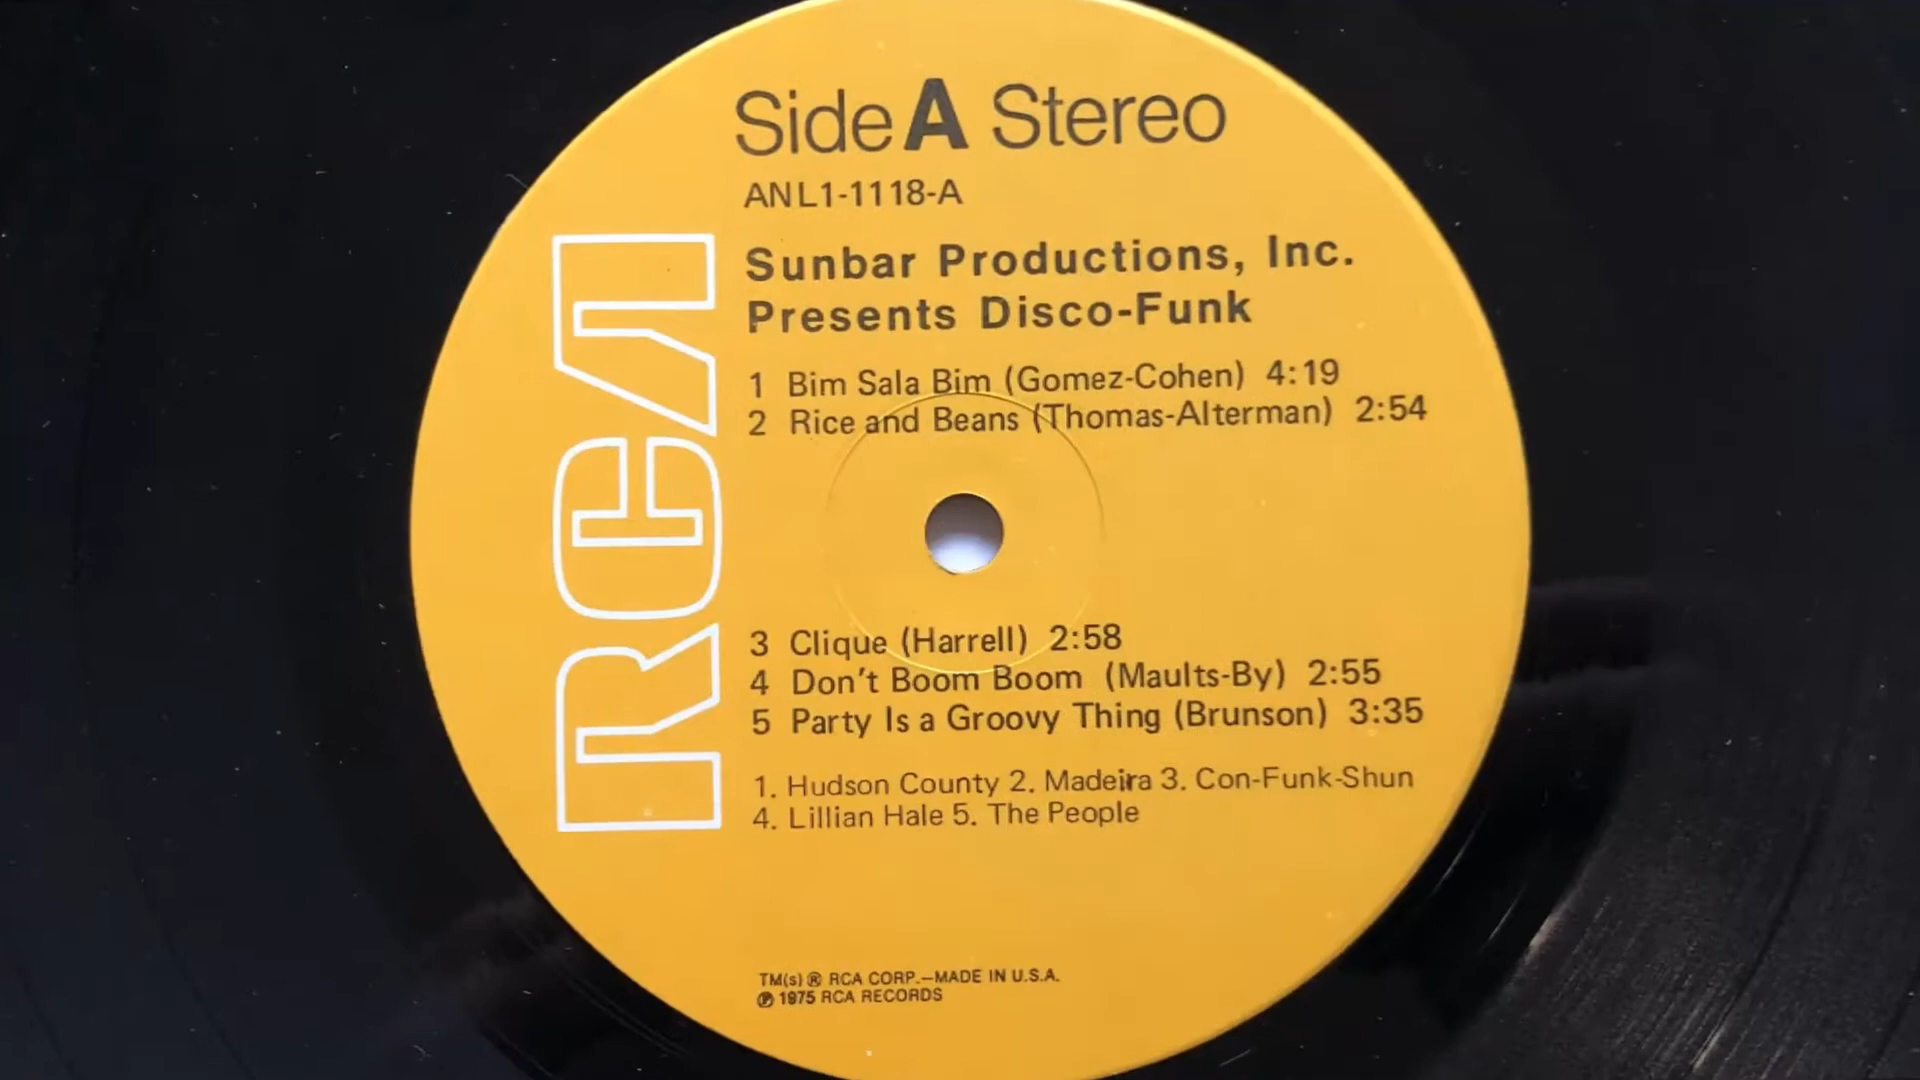 Side A Stereo
ANL1-1118-A
Sunbar Productions, Inc.
Presents Disco-Funk
1 Bim Sala Bim (Gomez-Cohen) 4:19
2 Rice and Beans (Thomas-Alterman) 2:54
RCA
3 Clique (Harrell) 2:58
4 Don't Boom Boom (Maults-By) 2:55
5 Party Is a Groovy Thing (Brunson) 3:35
1. Hudson County 2. Madeira 3. Con-Funk-Shun
4. Lillian Hale 5. The People
TM(s) ® RCA CORP.—MADE IN U.S.A.
℗ 1975 RCA RECORDS